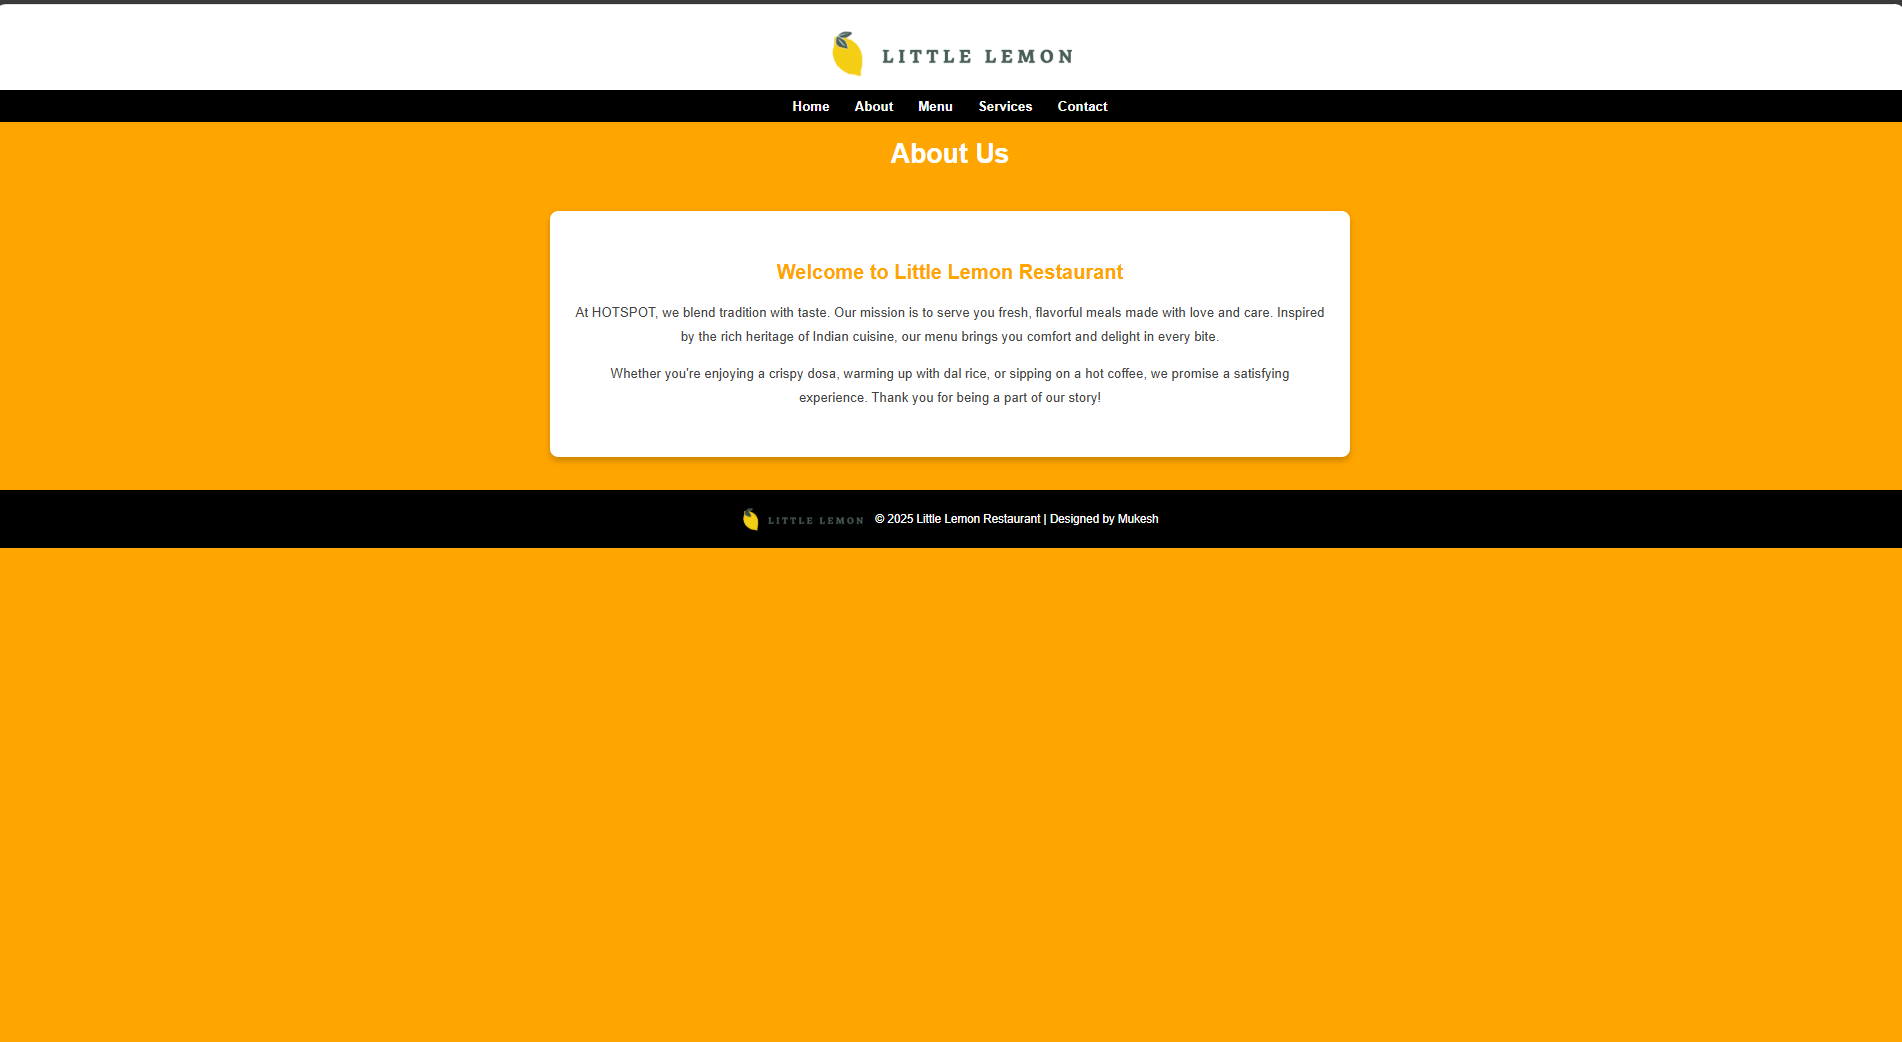 LITTLE LEMON
Home About Menu Services Contact
About Us
Welcome to Little Lemon Restaurant
At HOTSPOT, we blend tradition with taste. Our mission is to serve you fresh, flavorful meals made with love and care. Inspired
by the rich heritage of Indian cuisine, our menu brings you comfort and delight in every bite.
Whether you're enjoying a crispy dosa, warming up with dal rice, or sipping on a hot coffee, we promise a satisfying
experience. Thank you for being a part of our story!
LITTLE LEMON © 2025 Little Lemon Restaurant | Designed by Mukesh